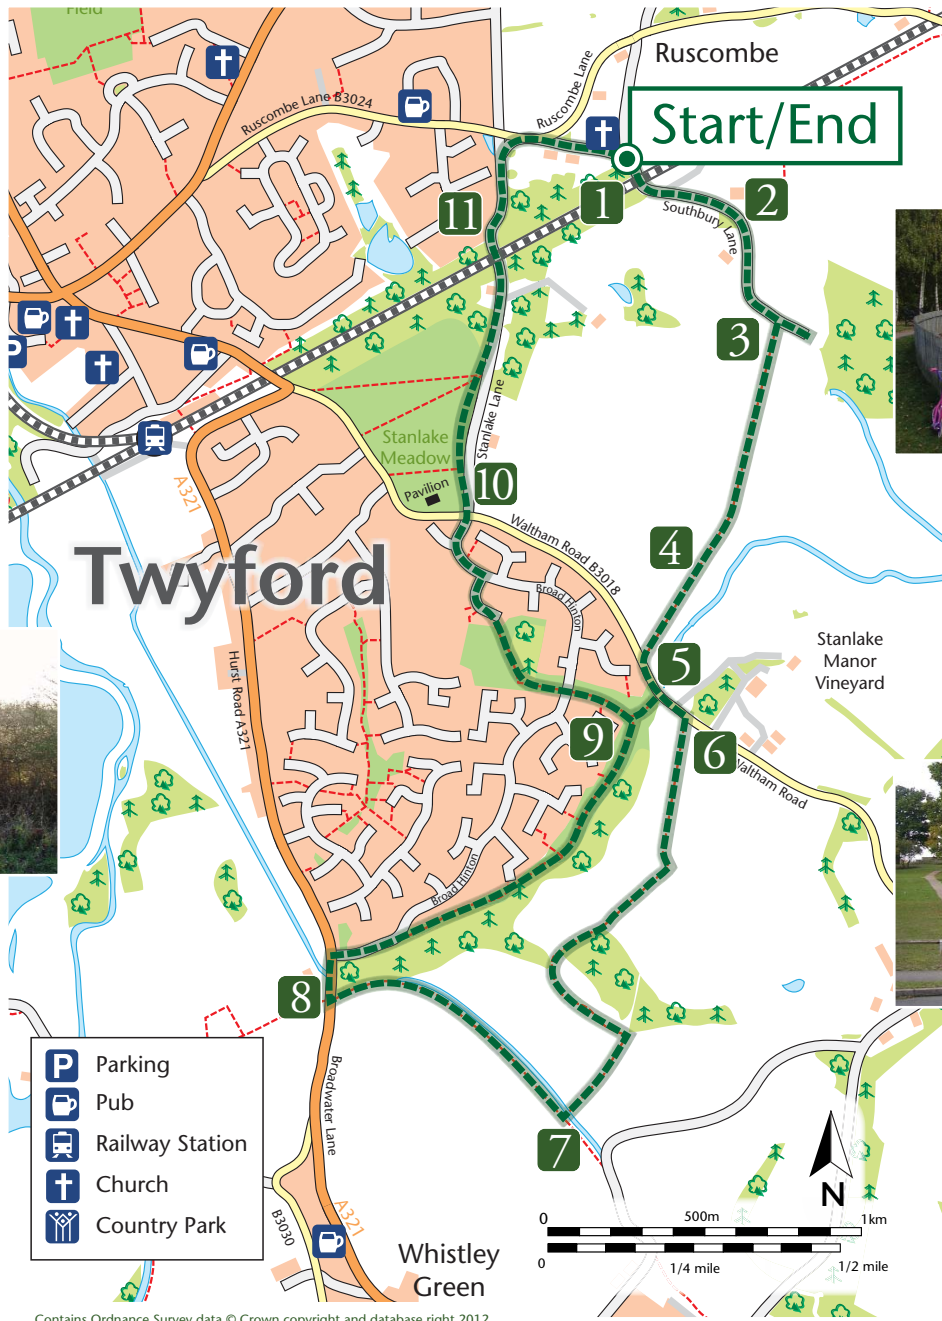 Field
Ruscombe
Ruscombe Lane
Ruscombe Lane B3024
Start/End
1
2
11
Southbury Lane
3
P
Stanlake Lane
Stanlake
Meadow
Pavilion
10
A321
Waltham Road B3018
4
Twyford
Broad Hinton
5
Stanlake
Manor
Vineyard
Hurst Road A321
9
6
Waltham Road
Broad Hinton
8
P Parking
Pub
Railway Station
Church
Country Park
Broadwater Lane
7
N
A321
B3030
0 500m 1km
0 1/4 mile 1/2 mile
Whistley
Green
Contains Ordnance Survey data © Crown copyright and database right 2012